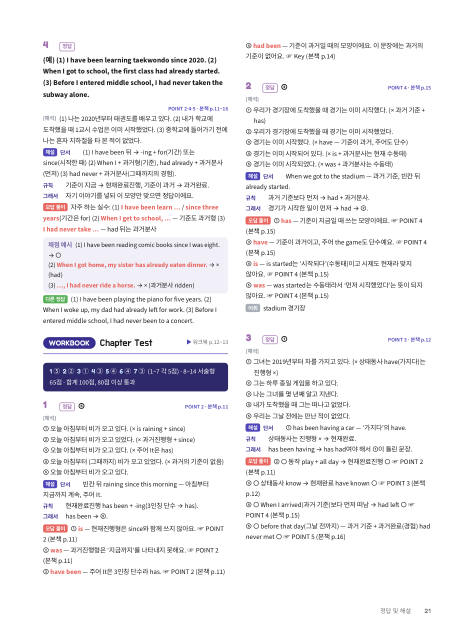 4 정답
(예) (1) I have been learning taekwondo since 2020. (2)
When I got to school, the first class had already started.
(3) Before I entered middle school, I had never taken the
subway alone.
POINT 2·4·5 · 본책 p.11~15
[해석] (1) 나는 2020년부터 태권도를 배우고 있다. (2) 내가 학교에
도착했을 때 1교시 수업은 이미 시작했었다. (3) 중학교에 들어가기 전에
나는 혼자 지하철을 타 본 적이 없었다.
해설 단서 (1) I have been 뒤 → -ing + for(기간) 또는
since(시작한 때) (2) When I + 과거형(기준), had already + 과거분사
(먼저) (3) had never + 과거분사(그때까지의 경험).
규칙 기준이 지금 → 현재완료진행, 기준이 과거 → 과거완료.
그래서 자기 이야기를 넣되 이 모양만 맞으면 정답이에요.
오답 풀이 자주 하는 실수: (1) I have been learn … / since three
years(기간은 for) (2) When I get to school, … — 기준도 과거형 (3)
I had never take … — had 뒤는 과거분사
채점 예시 (1) I have been reading comic books since I was eight.
→ ○
(2) When I got home, my sister has already eaten dinner. → ×
(had)
(3) …, I had never ride a horse. → × (과거분사 ridden)
다른 정답 (1) I have been playing the piano for five years. (2)
When I woke up, my dad had already left for work. (3) Before I
entered middle school, I had never been to a concert.
WORKBOOK Chapter Test ▶ 워크북 p.12~13
65점 · 합계 100점, 80점 이상 통과
1 정답
POINT 2 · 본책 p.11
[해석]
① 오늘 아침부터 비가 오고 있다. (× is raining + since)
② 오늘 아침부터 비가 오고 있었다. (× 과거진행형 + since)
③ 오늘 아침부터 비가 오고 있다. (× 주어 It은 has)
④ 오늘 아침부터 (그때까지) 비가 오고 있었다. (× 과거의 기준이 없음)
⑤ 오늘 아침부터 비가 오고 있다.
해설 단서 빈칸 뒤 raining since this morning — 아침부터
지금까지 계속, 주어 It.
규칙 현재완료진행 has been + -ing(3인칭 단수 → has).
그래서 has been → ⑤.
오답 풀이 ① is — 현재진행형은 since와 함께 쓰지 않아요. ☞ POINT
2 (본책 p.11)
② was — 과거진행형은 '지금까지'를 나타내지 못해요. ☞ POINT 2
(본책 p.11)
③ have been — 주어 It은 3인칭 단수라 has. ☞ POINT 2 (본책 p.11)
④ had been — 기준이 과거일 때의 모양이에요. 이 문장에는 과거의
기준이 없어요. ☞ Key (본책 p.14)
2 정답
POINT 4 · 본책 p.15
[해석]
① 우리가 경기장에 도착했을 때 경기는 이미 시작했다. (× 과거 기준 +
has)
② 우리가 경기장에 도착했을 때 경기는 이미 시작했었다.
③ 경기는 이미 시작했다. (× have — 기준이 과거, 주어도 단수)
④ 경기는 이미 시작되어 있다. (× is + 과거분사는 현재 수동태)
⑤ 경기는 이미 시작되었다. (× was + 과거분사는 수동태)
해설 단서 When we got to the stadium — 과거 기준, 빈칸 뒤
already started.
규칙 과거 기준보다 먼저 → had + 과거분사.
그래서 경기가 시작한 일이 먼저 → had → ②.
오답 풀이 ① has — 기준이 지금일 때 쓰는 모양이에요. ☞ POINT 4
(본책 p.15)
③ have — 기준이 과거이고, 주어 the game도 단수예요. ☞ POINT 4
(본책 p.15)
④ is — is started는 '시작되다'(수동태)이고 시제도 현재라 맞지
않아요. ☞ POINT 4 (본책 p.15)
⑤ was — was started는 수동태라서 '먼저 시작했었다'는 뜻이 되지
않아요. ☞ POINT 4 (본책 p.15)
어휘 stadium 경기장
3 정답
POINT 3 · 본책 p.12
[해석]
① 그녀는 2019년부터 차를 가지고 있다. (× 상태동사 have(가지다)는
진행형 ×)
② 그는 하루 종일 게임을 하고 있다.
③ 나는 그녀를 몇 년째 알고 지낸다.
④ 내가 도착했을 때 그는 떠나고 없었다.
⑤ 우리는 그날 전에는 만난 적이 없었다.
해설 단서 ① has been having a car — '가지다'의 have.
규칙 상태동사는 진행형 × → 현재완료.
그래서 has been having → has had여야 해서 ①이 틀린 문장.
오답 풀이 ② ○ 동작 play + all day → 현재완료진행 ○ ☞ POINT 2
(본책 p.11)
③ ○ 상태동사 know → 현재완료 have known ○ ☞ POINT 3 (본책
p.12)
④ ○ When I arrived(과거 기준)보다 먼저 떠남 → had left ○ ☞
POINT 4 (본책 p.15)
⑤ ○ before that day(그날 전까지) — 과거 기준 + 과거완료(경험) had
never met ○ ☞ POINT 5 (본책 p.16)
정답 및 해설 21